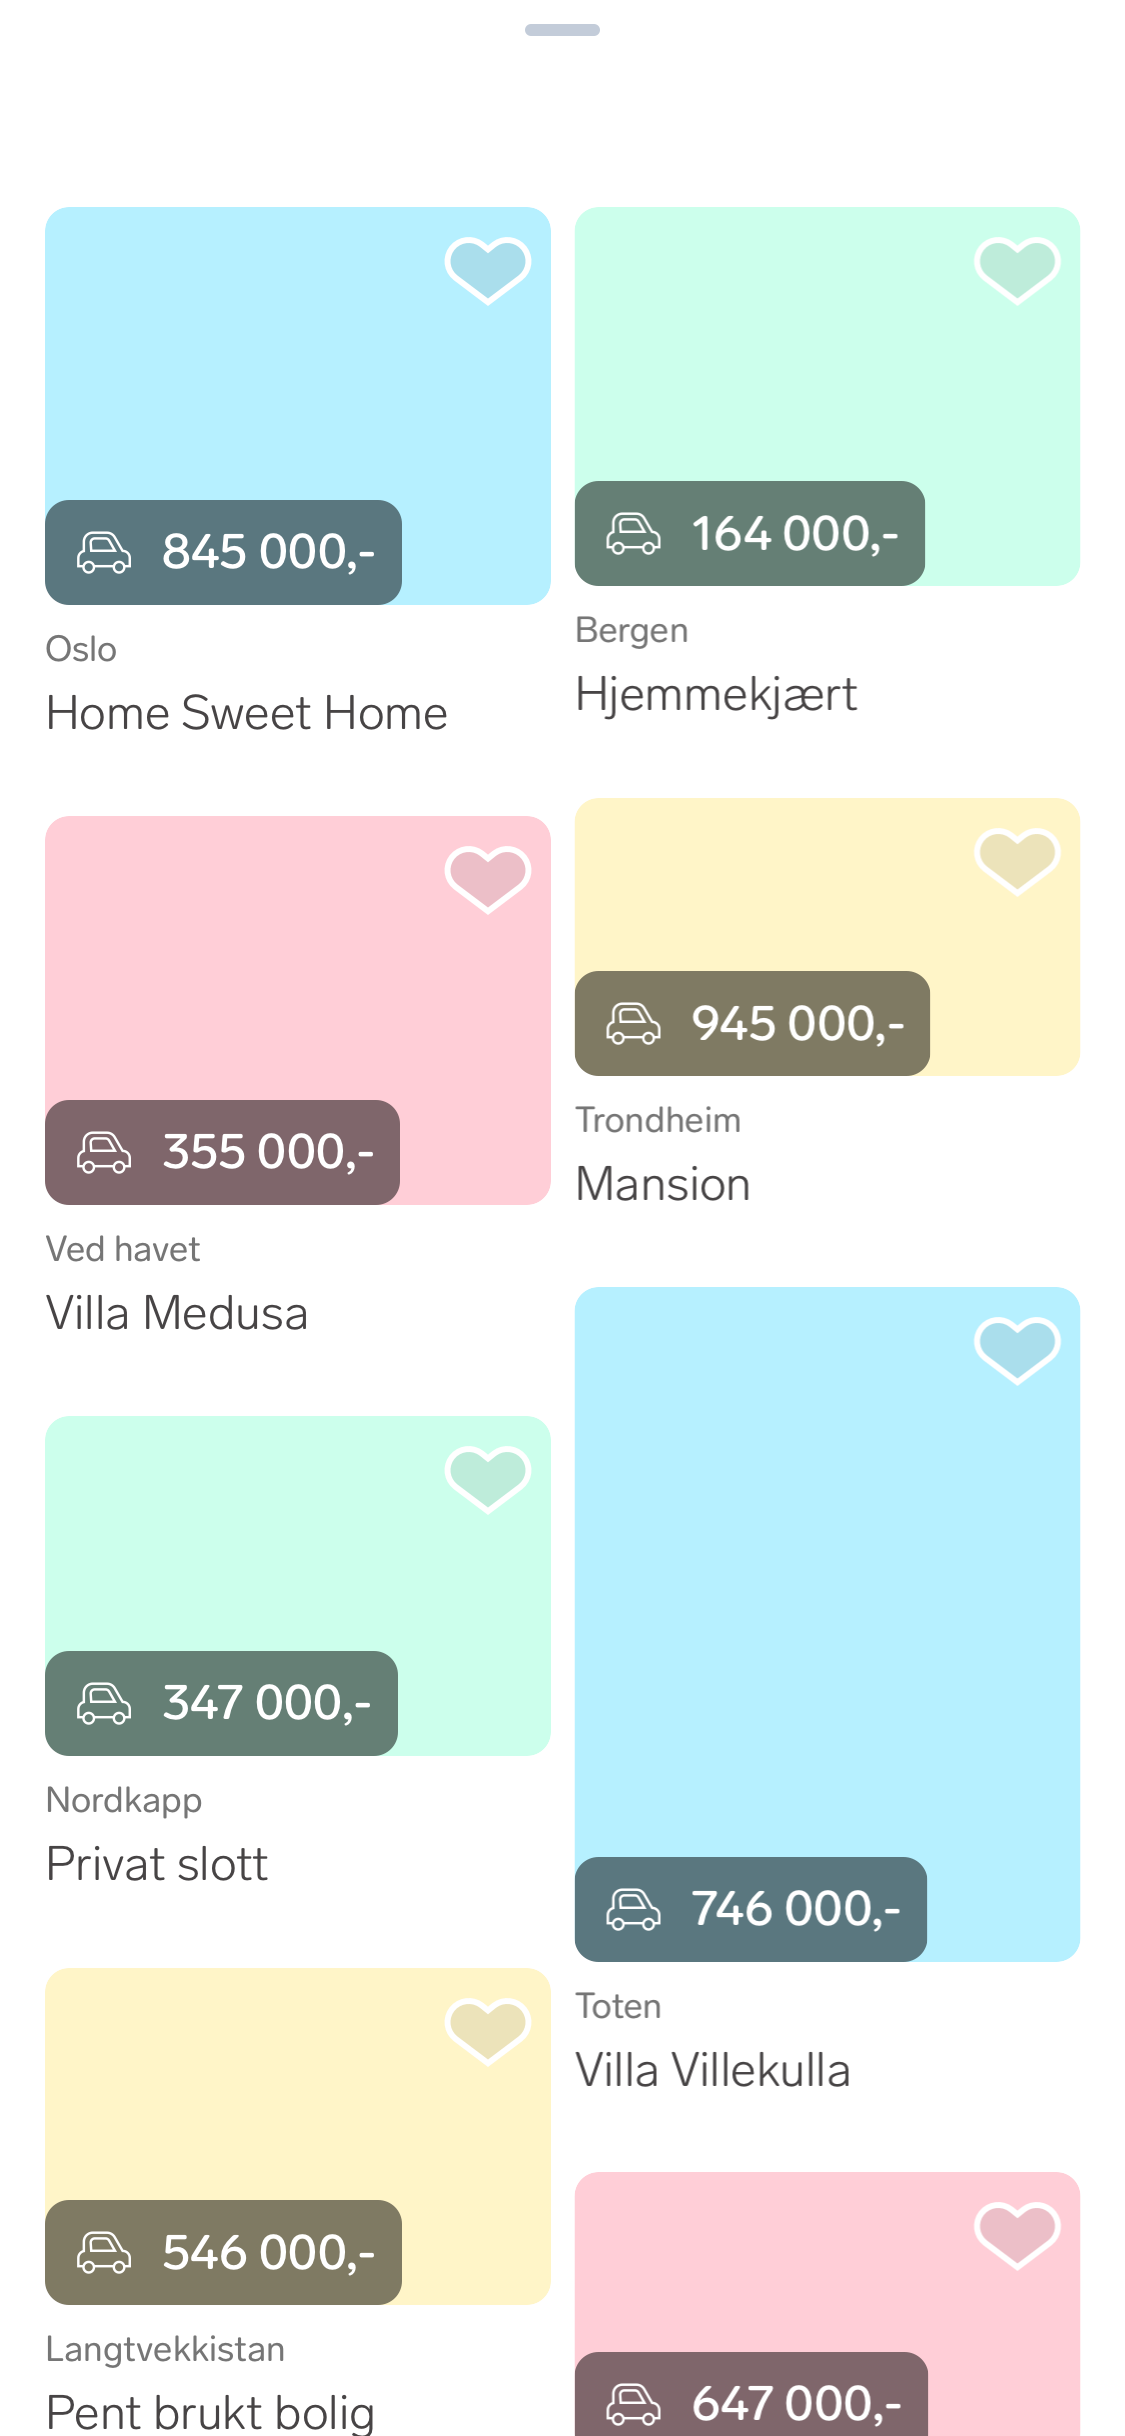 845 000,-
Oslo
Home Sweet Home
164 000,-
Bergen
Hjemmekjært
355 000,-
Ved havet
Villa Medusa
945 000,-
Trondheim
Mansion
347 000,-
Nordkapp
Privat slott
746 000,-
Toten
Villa Villekulla
546 000,-
Langtvekkistan
Pent brukt bolig
647 000,-